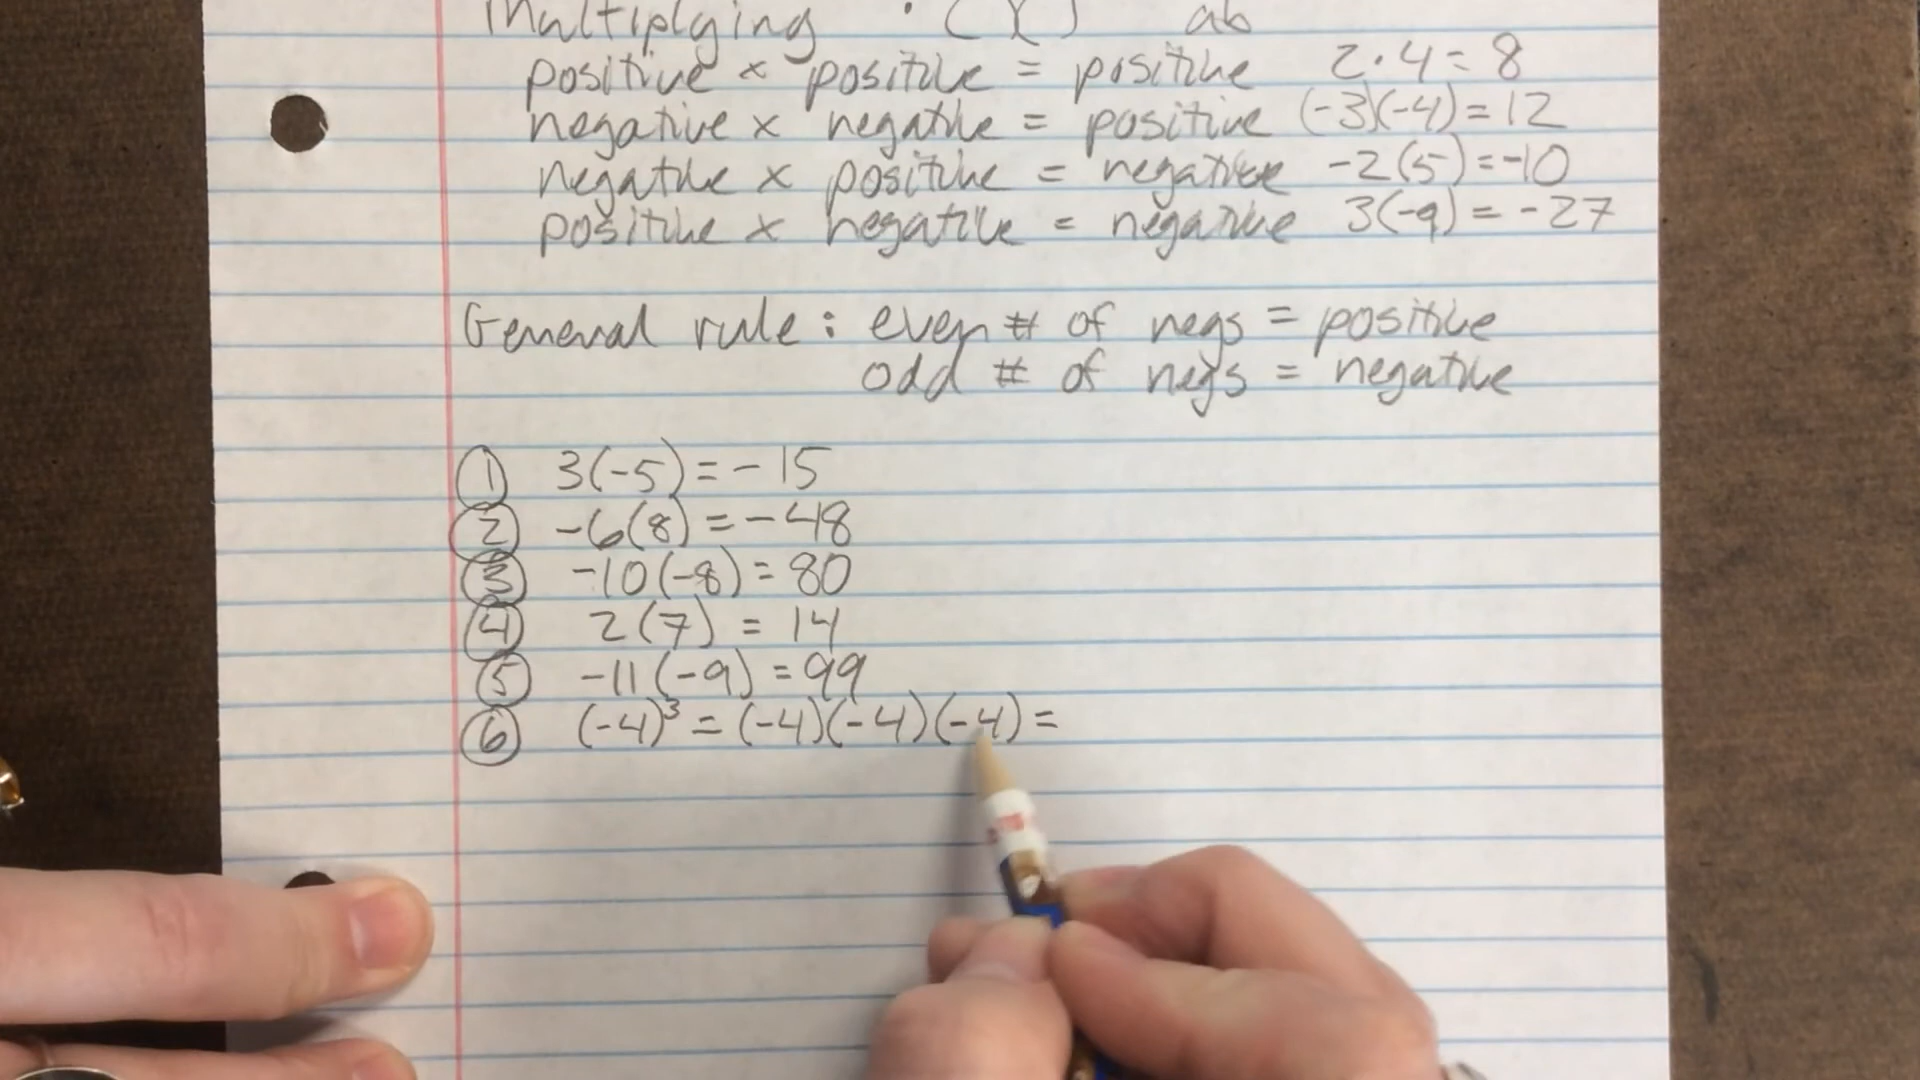 Multiplying · ( )( ) ab
positive × positive = positive 2·4=8
negative × negative = positive (-3)(-4)=12
negative × positive = negative -2(5)=-10
positive × negative = negative 3(-9)=-27
General rule: even # of negs = positive
odd # of negs = negative
① 3(-5)=-15
② -6(8)=-48
③ -10(-8)=80
④ 2(7)=14
⑤ -11(-9)=99
⑥ (-4)³=(-4)(-4)(-4)=